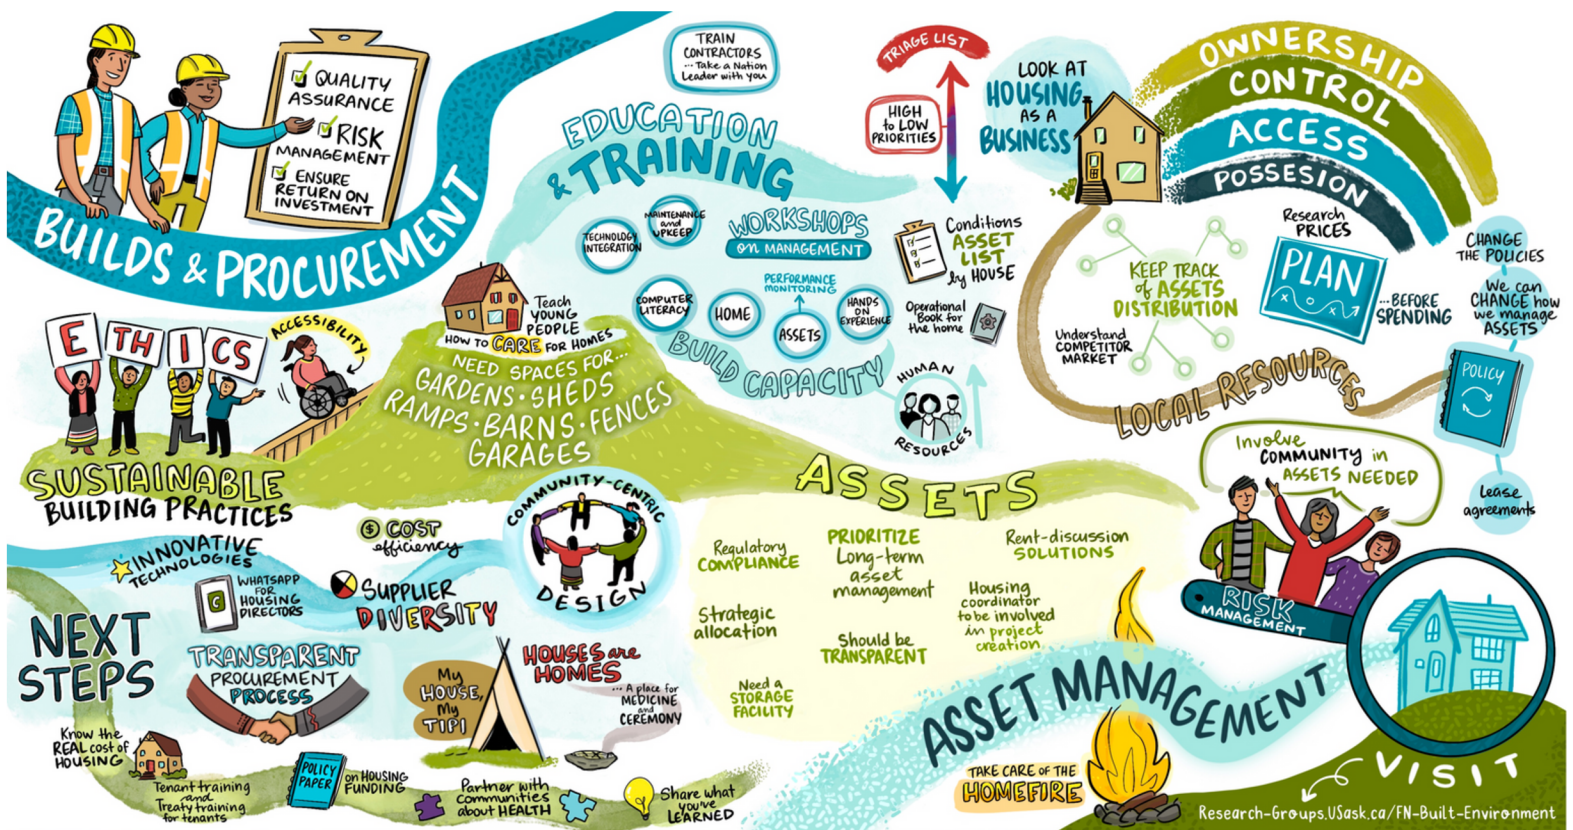 QUALITY
ASSURANCE
RISK
MANAGEMENT
ENSURE
RETURN ON
INVESTMENT
BUILDS & PROCUREMENT
TRAIN
CONTRACTORS
... Take a Nation
Leader with you
EDUCATION
& TRAINING
TECHNOLOGY
INTEGRATION
MAINTENANCE
and
UPKEEP
WORKSHOPS
on MANAGEMENT
COMPUTER
LITERACY
HOME
PERFORMANCE
MONITORING
ASSETS
HANDS
ON
EXPERIENCE
BUILD CAPACITY
TRIAGE LIST
HIGH
to LOW
PRIORITIES
Conditions
ASSET
LIST
by HOUSE
Operational
Book for
the home
HUMAN
RESOURCES
LOOK AT
HOUSING
AS A
BUSINESS
OWNERSHIP
CONTROL
ACCESS
POSSESION
Research
PRICES
PLAN
...BEFORE
SPENDING
KEEP TRACK
of ASSETS
DISTRIBUTION
Understand
COMPETITOR
MARKET
LOCAL RESOURCES
CHANGE
THE POLICIES
We can
CHANGE how
we manage
ASSETS
POLICY
Lease
agreements
Involve
COMMUNITY in
ASSETS NEEDED
RISK
MANAGEMENT
ETHICS
ACCESSIBILITY
SUSTAINABLE
BUILDING PRACTICES
Teach
YOUNG
PEOPLE
HOW TO CARE FOR HOMES
NEED SPACES FOR...
GARDENS · SHEDS
RAMPS · BARNS · FENCES
GARAGES
COMMUNITY-CENTRIC
DESIGN
$ COST
efficiency
INNOVATIVE
TECHNOLOGIES
WHATSAPP
FOR
HOUSING
DIRECTORS
SUPPLIER
DIVERSITY
NEXT
STEPS
TRANSPARENT
PROCUREMENT
PROCESS
My
HOUSE,
My
TIPI
HOUSES are
HOMES
... A place for
MEDICINE
and
CEREMONY
Know the
REAL cost of
HOUSING
Tenant training
and
Treaty training
for tenants
POLICY
PAPER
on HOUSING
FUNDING
Partner with
communities
about HEALTH
Share what
you've
LEARNED
ASSETS
Regulatory
COMPLIANCE
PRIORITIZE
Long-term
asset
management
Rent-discussion
SOLUTIONS
Strategic
allocation
Should be
TRANSPARENT
Housing
coordinator
to be involved
in project
creation
Need a
STORAGE
FACILITY
ASSET MANAGEMENT
TAKE CARE OF THE
HOMEFIRE
VISIT
Research-Groups.USask.ca/FN-Built-Environment